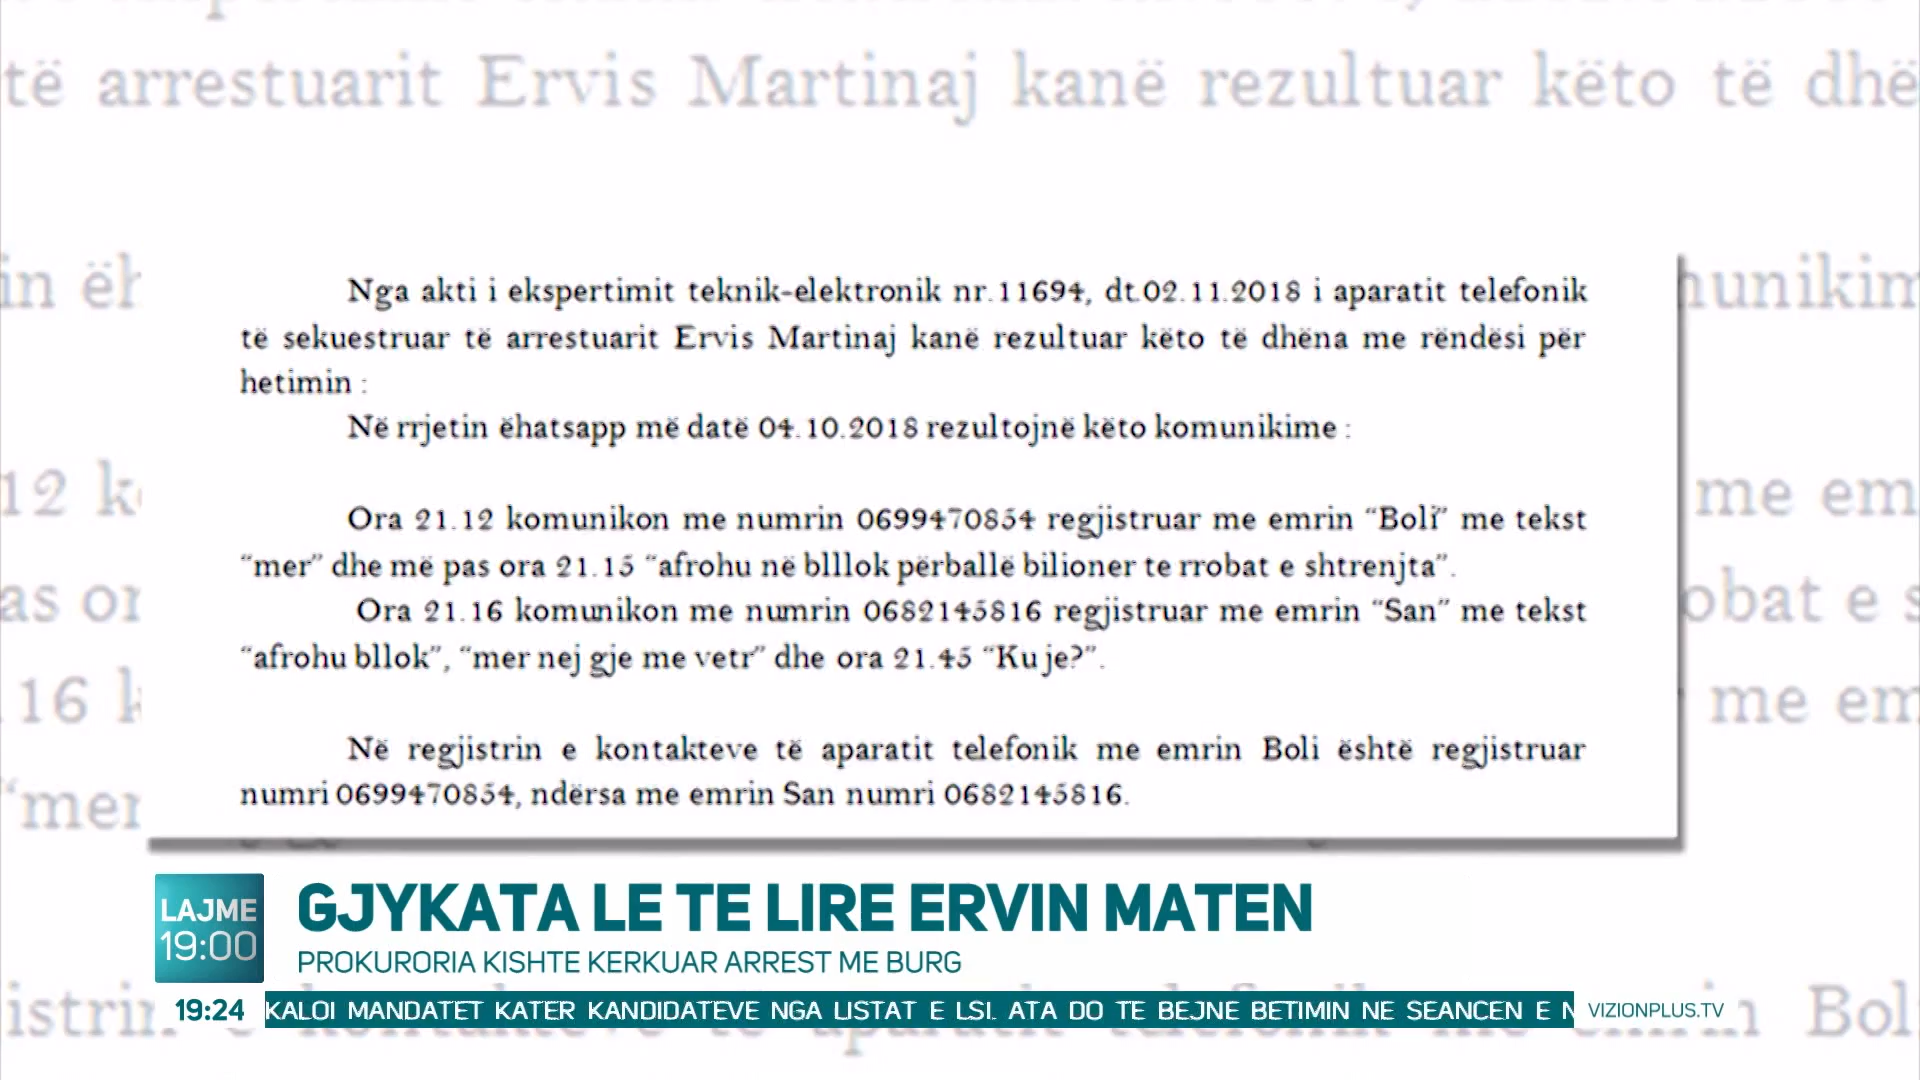 të arrestuarit Ervis Martinaj kanë rezultuar këto të dhë
Nga akti i ekspertimit teknik-elektronik nr.11694, dt.02.11.2018 i aparatit telefonik
të sekuestruar të arrestuarit Ervis Martinaj kanë rezultuar këto të dhëna me rëndësi për
hetimin :
Në rrjetin ëhatsapp më datë 04.10.2018 rezultojnë këto komunikime :
Ora 21.12 komunikon me numrin 0699470854 regjistruar me emrin “Boli” me tekst
“mer” dhe më pas ora 21.15 “afrohu në blllok përballë bilioner te rrobat e shtrenjta”.
Ora 21.16 komunikon me numrin 0682145816 regjistruar me emrin “San” me tekst
“afrohu bllok”, “mer nej gje me vetr” dhe ora 21.45 “Ku je?”.
Në regjistrin e kontakteve të aparatit telefonik me emrin Boli është regjistruar
numri 0699470854, ndërsa me emrin San numri 0682145816.
LAJME
19:00
GJYKATA LE TE LIRE ERVIN MATEN
PROKURORIA KISHTE KERKUAR ARREST ME BURG
19:24 KALOI MANDATET KATER KANDIDATEVE NGA LISTAT E LSI. ATA DO TE BEJNE BETIMIN NE SEANCEN E N VIZIONPLUS.TV